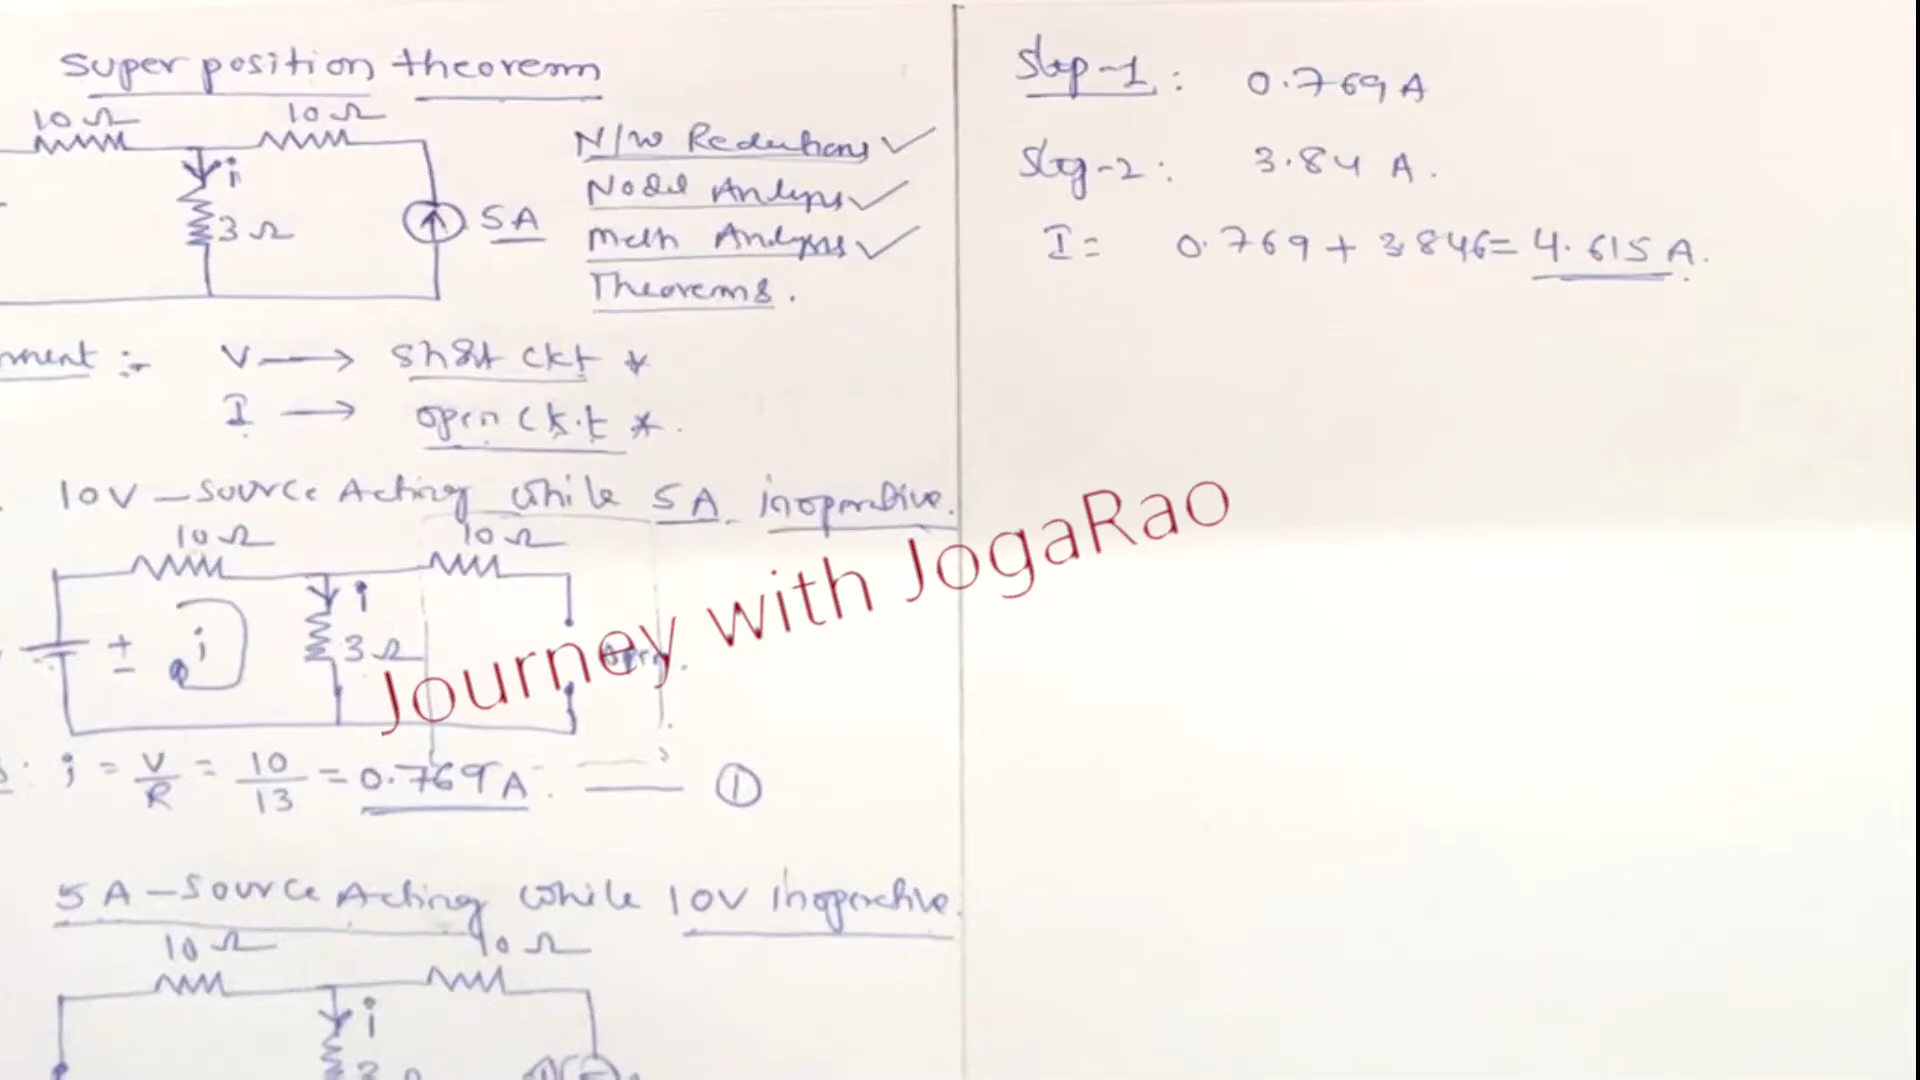 Super position theorem
10Ω 10Ω
i
3Ω
5A
N/W Reductions ✓
Nodal Analysis ✓
Mesh Analysis ✓
Theorems.
V → short ckt *
I → open ckt *.
10V - Source Acting while 5A inoperative.
10Ω 10Ω
i
+
-
i
3Ω
open.
i = V/R = 10/13 = 0.769A. —— ①
5A - Source Acting while 10V Inoperative.
10Ω 10Ω
i
Step-1 : 0.769A
Step-2 : 3.84 A.
I = 0.769 + 3.846 = 4.615 A.
Journey with JogaRao